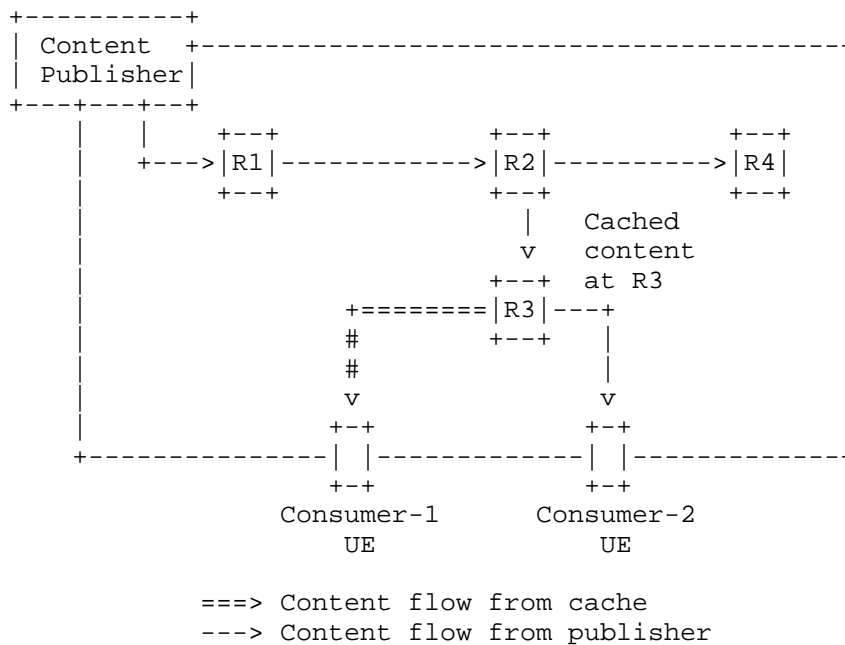 Content
Publisher
R1 R2 R4
Cached
content
at R3
R3
Consumer-1 Consumer-2
UE UE
===> Content flow from cache
---> Content flow from publisher